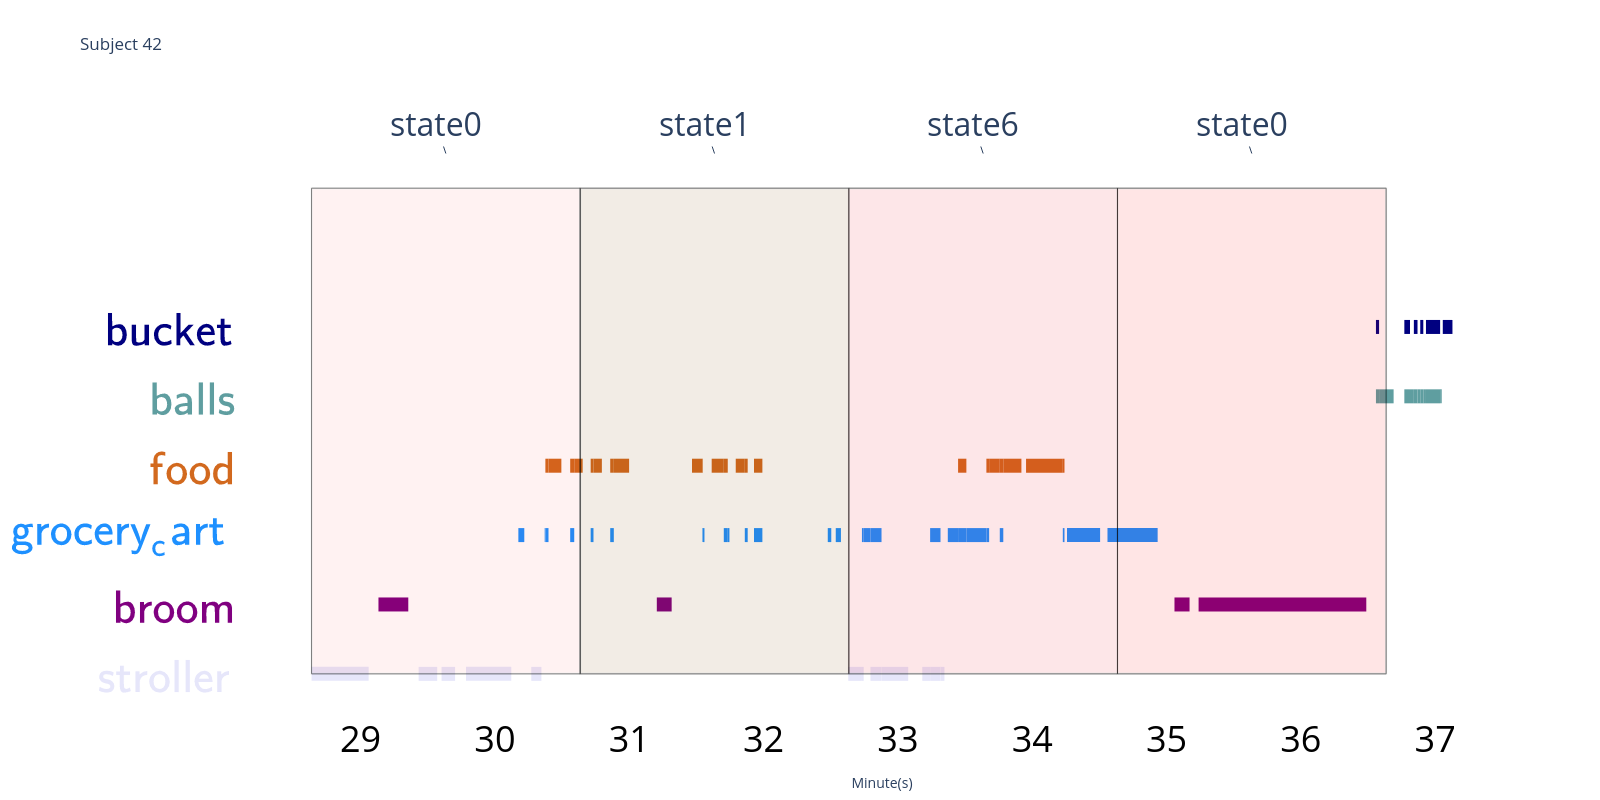 Subject 42
state0 state1 state6 state0
bucket
balls
food
grocery_cart
broom
stroller
29 30 31 32 33 34 35 36 37
Minute(s)